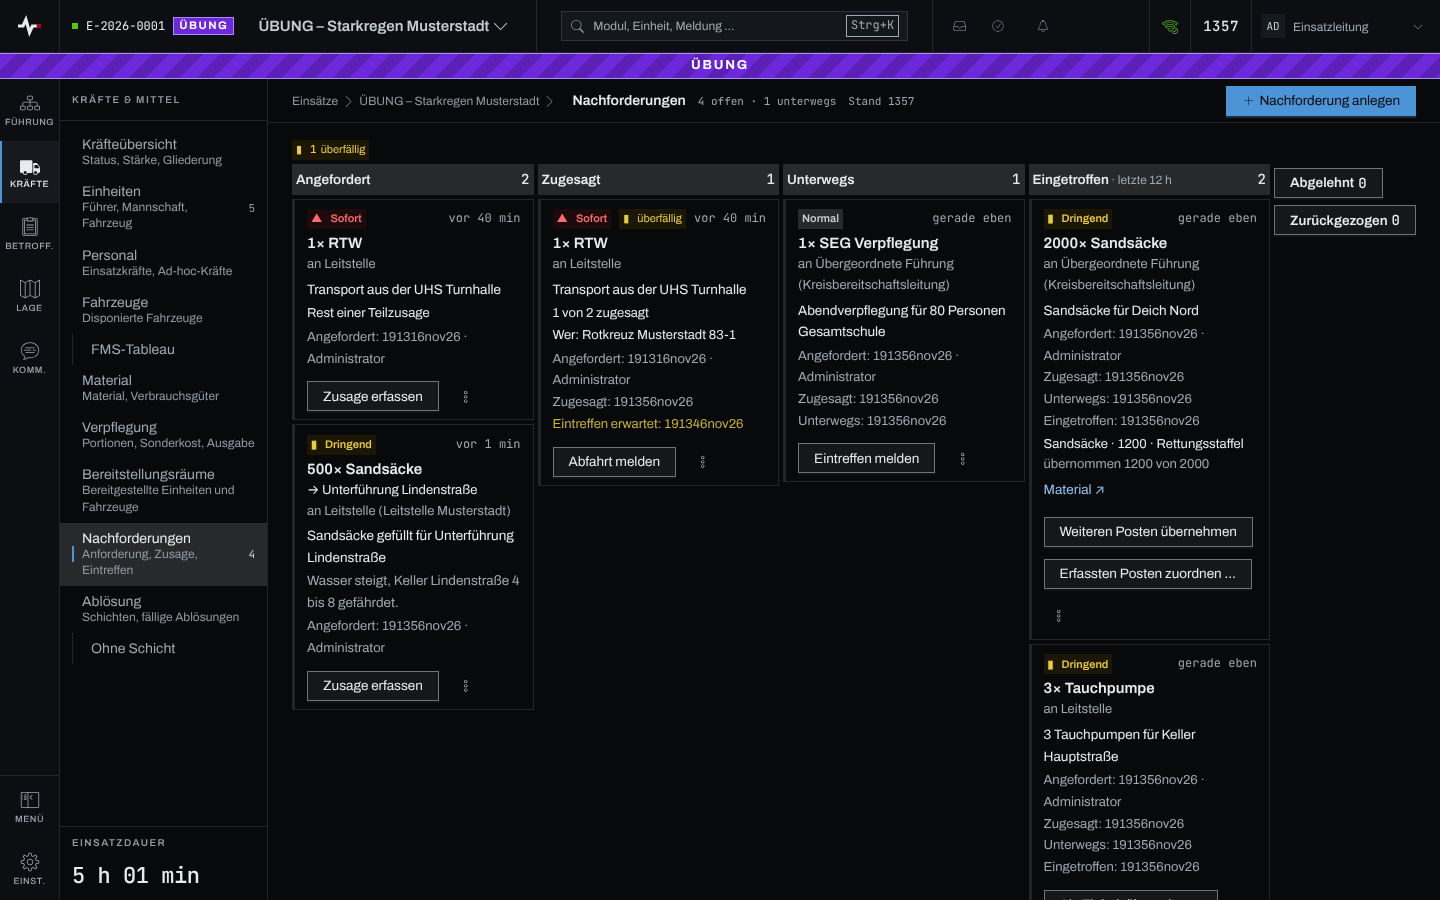 E-2026-0001 ÜBUNG
ÜBUNG – Starkregen Musterstadt
Modul, Einheit, Meldung ...
Strg+K
1357
AD
Einsatzleitung
ÜBUNG
FÜHRUNG
KRÄFTE
BETROFF.
LAGE
KOMM.
MENÜ
EINST.
KRÄFTE & MITTEL
Kräfteübersicht
Status, Stärke, Gliederung
Einheiten
Führer, Mannschaft,
Fahrzeug
5
Personal
Einsatzkräfte, Ad-hoc-Kräfte
Fahrzeuge
Disponierte Fahrzeuge
FMS-Tableau
Material
Material, Verbrauchsgüter
Verpflegung
Portionen, Sonderkost, Ausgabe
Bereitstellungsräume
Bereitgestellte Einheiten und
Fahrzeuge
Nachforderungen
Anforderung, Zusage,
Eintreffen
4
Ablösung
Schichten, fällige Ablösungen
Ohne Schicht
EINSATZDAUER
5 h 01 min
Einsätze
ÜBUNG – Starkregen Musterstadt
Nachforderungen
4 offen · 1 unterwegs
Stand 1357
+ Nachforderung anlegen
1 überfällig
Angefordert 2
Sofort vor 40 min
1× RTW
an Leitstelle
Transport aus der UHS Turnhalle
Rest einer Teilzusage
Angefordert: 191316nov26 ·
Administrator
Zusage erfassen
Dringend vor 1 min
500× Sandsäcke
→ Unterführung Lindenstraße
an Leitstelle (Leitstelle Musterstadt)
Sandsäcke gefüllt für Unterführung
Lindenstraße
Wasser steigt, Keller Lindenstraße 4
bis 8 gefährdet.
Angefordert: 191356nov26 ·
Administrator
Zusage erfassen
Zugesagt 1
Sofort überfällig vor 40 min
1× RTW
an Leitstelle
Transport aus der UHS Turnhalle
1 von 2 zugesagt
Wer: Rotkreuz Musterstadt 83-1
Angefordert: 191316nov26 ·
Administrator
Zugesagt: 191356nov26
Eintreffen erwartet: 191346nov26
Abfahrt melden
Unterwegs 1
Normal gerade eben
1× SEG Verpflegung
an Übergeordnete Führung
(Kreisbereitschaftsleitung)
Abendverpflegung für 80 Personen
Gesamtschule
Angefordert: 191356nov26 ·
Administrator
Zugesagt: 191356nov26
Unterwegs: 191356nov26
Eintreffen melden
Eingetroffen · letzte 12 h 2
Dringend gerade eben
2000× Sandsäcke
an Übergeordnete Führung
(Kreisbereitschaftsleitung)
Sandsäcke für Deich Nord
Angefordert: 191356nov26 ·
Administrator
Zugesagt: 191356nov26
Unterwegs: 191356nov26
Eingetroffen: 191356nov26
Sandsäcke · 1200 · Rettungsstaffel
übernommen 1200 von 2000
Material ↗
Weiteren Posten übernehmen
Erfassten Posten zuordnen ...
Dringend gerade eben
3× Tauchpumpe
an Leitstelle
3 Tauchpumpen für Keller
Hauptstraße
Angefordert: 191356nov26 ·
Administrator
Zugesagt: 191356nov26
Unterwegs: 191356nov26
Eingetroffen: 191356nov26
Abgelehnt 0
Zurückgezogen 0